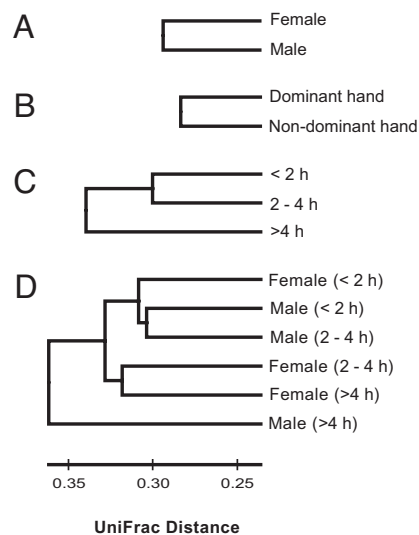 A
Female
Male
B
Dominant hand
Non-dominant hand
C
< 2 h
2 - 4 h
>4 h
D
Female (< 2 h)
Male (< 2 h)
Male (2 - 4 h)
Female (2 - 4 h)
Female (>4 h)
Male (>4 h)
0.35 0.30 0.25
UniFrac Distance